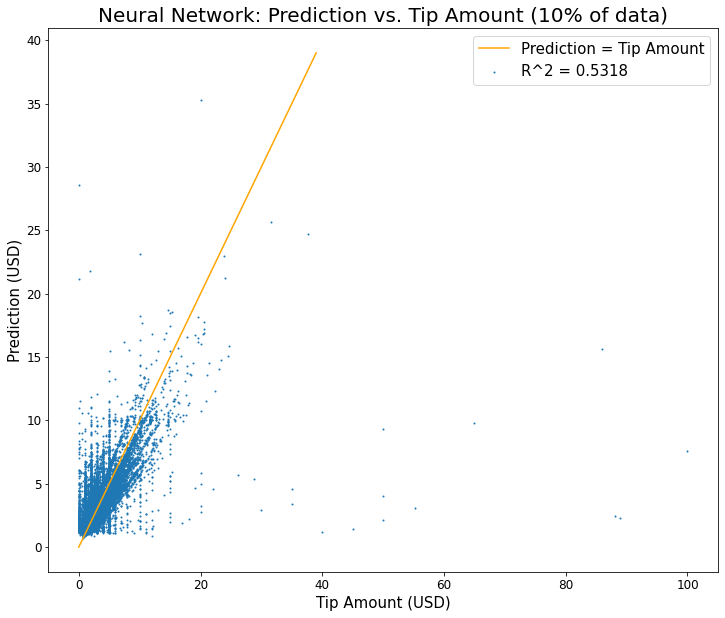 Neural Network: Prediction vs. Tip Amount (10% of data)
Prediction = Tip Amount
R^2 = 0.5318
Prediction (USD)
40
35
30
25
20
15
10
5
0
0 20 40 60 80 100
Tip Amount (USD)